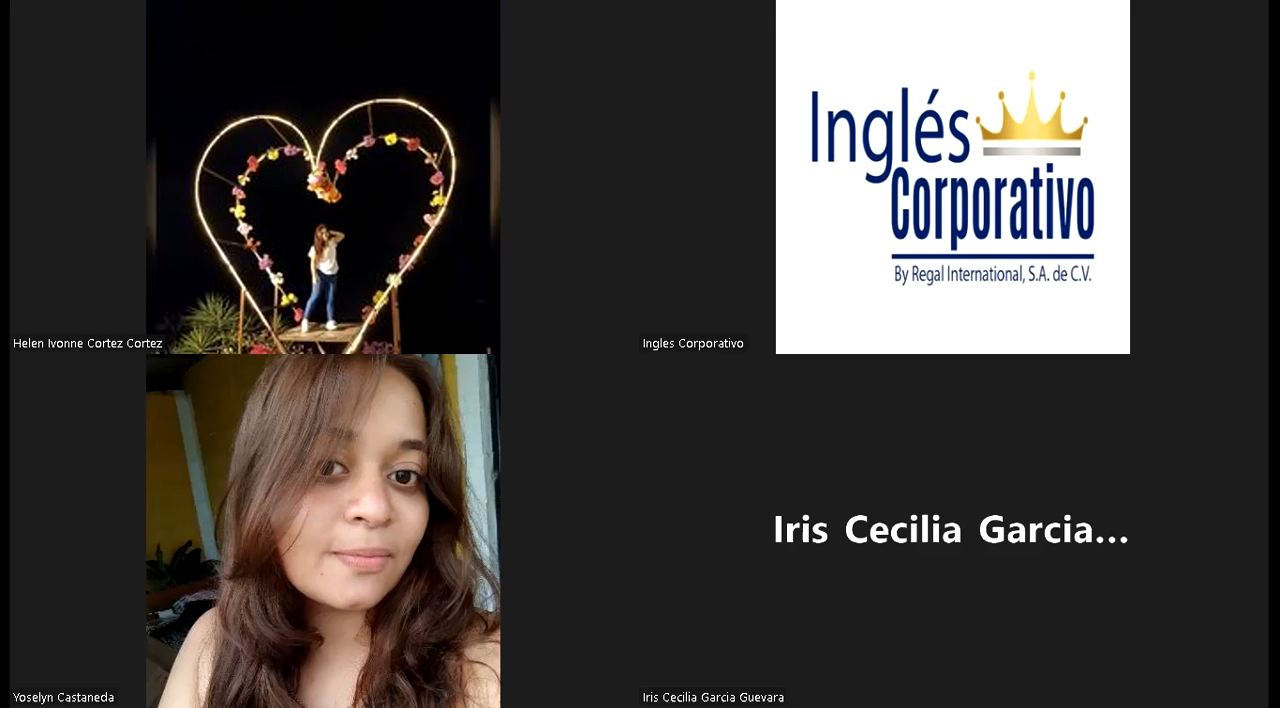 Inglés
Corporativo
By Regal International, S.A. de C.V.
Helen Ivonne Cortez Cortez
Ingles Corporativo
Iris Cecilia Garcia...
Yoselyn Castaneda
Iris Cecilia Garcia Guevara